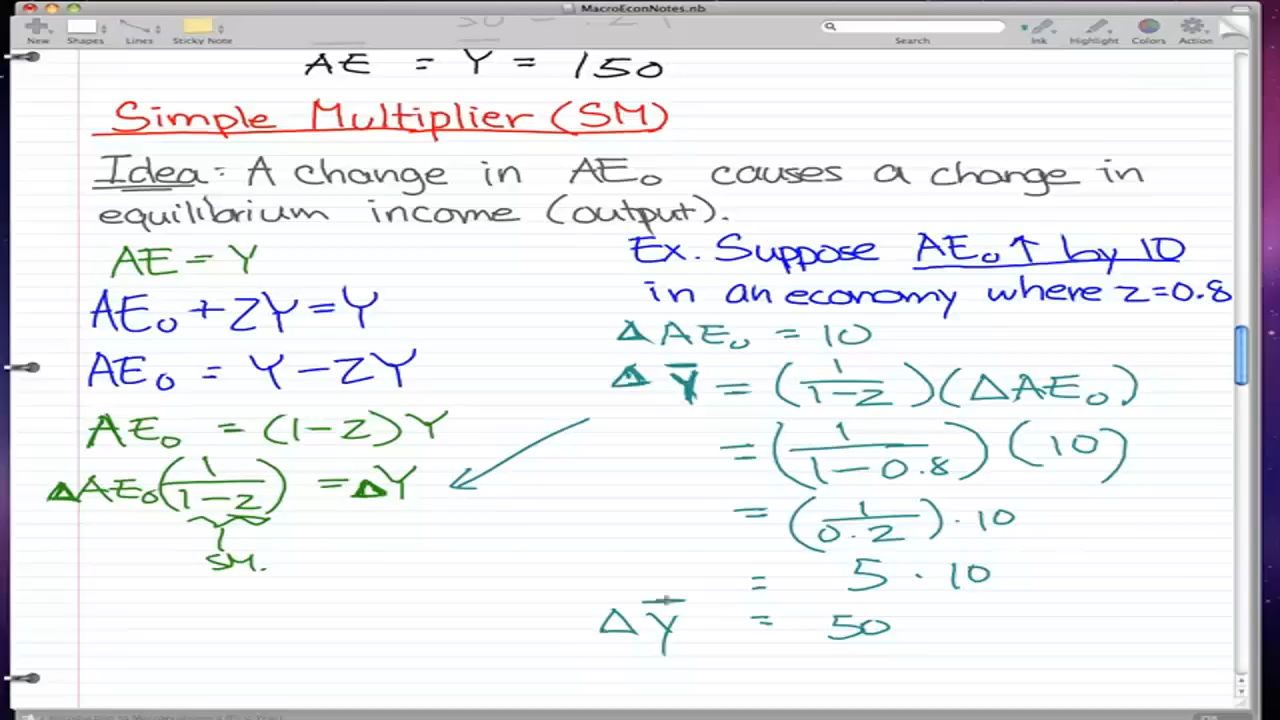 MacroEconNotes.nb
New Shapes Lines Sticky Note Search Ink Highlight Colors Action
AE = Y = 150
Simple Multiplier (SM)
Idea: A change in AE₀ causes a change in
equilibrium income (output).
AE = Y
AE₀ + ZY = Y
AE₀ = Y - ZY
AE₀ = (1-Z)Y
ΔAE₀(1/(1-z)) = ΔY
SM.
Ex. Suppose AE₀ ↑ by 10
in an economy where z=0.8
ΔAE₀ = 10
ΔȲ = (1/(1-z))(ΔAE₀)
= (1/(1-0.8))(10)
= (1/0.2)·10
= 5·10
ΔȲ = 50